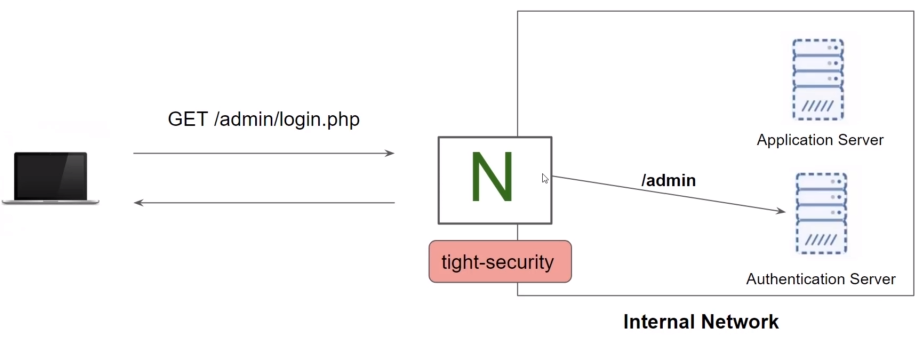 GET /admin/login.php
Application Server
N
/admin
tight-security
Authentication Server
Internal Network